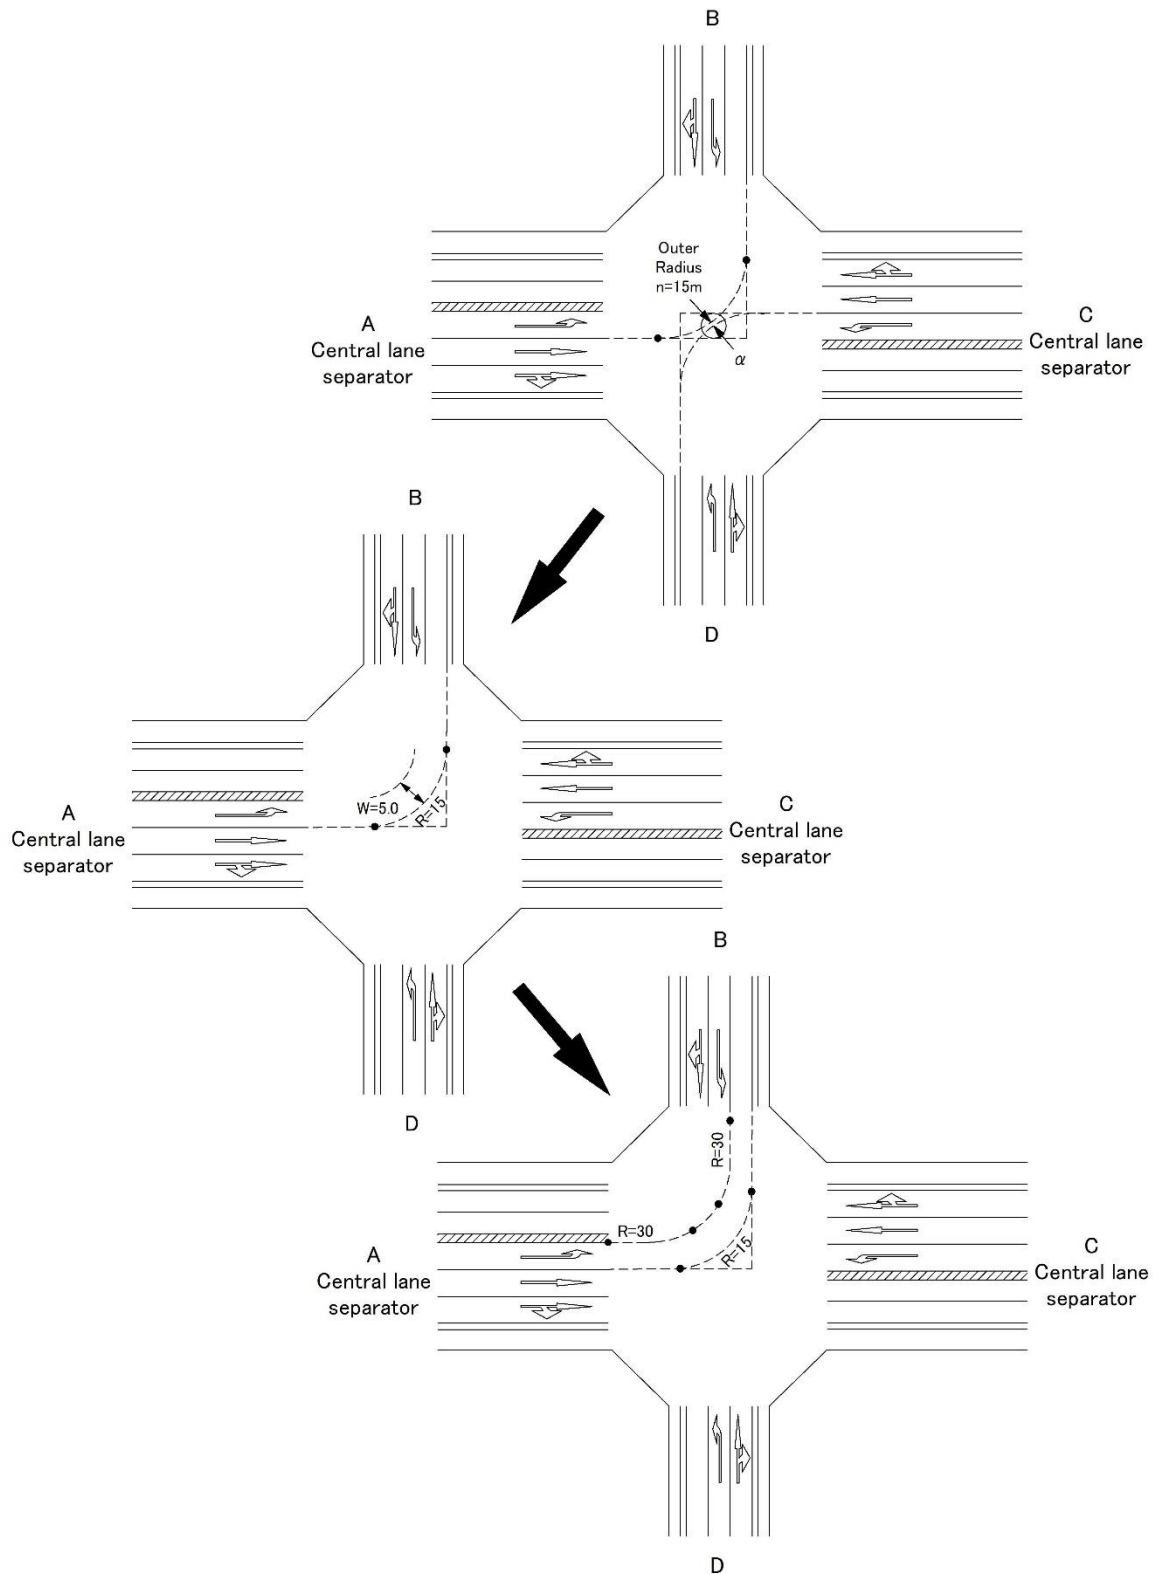 B
Outer
Radius
n=15m
A
Central lane
separator
C
Central lane
separator
α
D
B
W=5.0
R=15
A
Central lane
separator
C
Central lane
separator
D
B
R=30
R=30
R=15
A
Central lane
separator
C
Central lane
separator
D